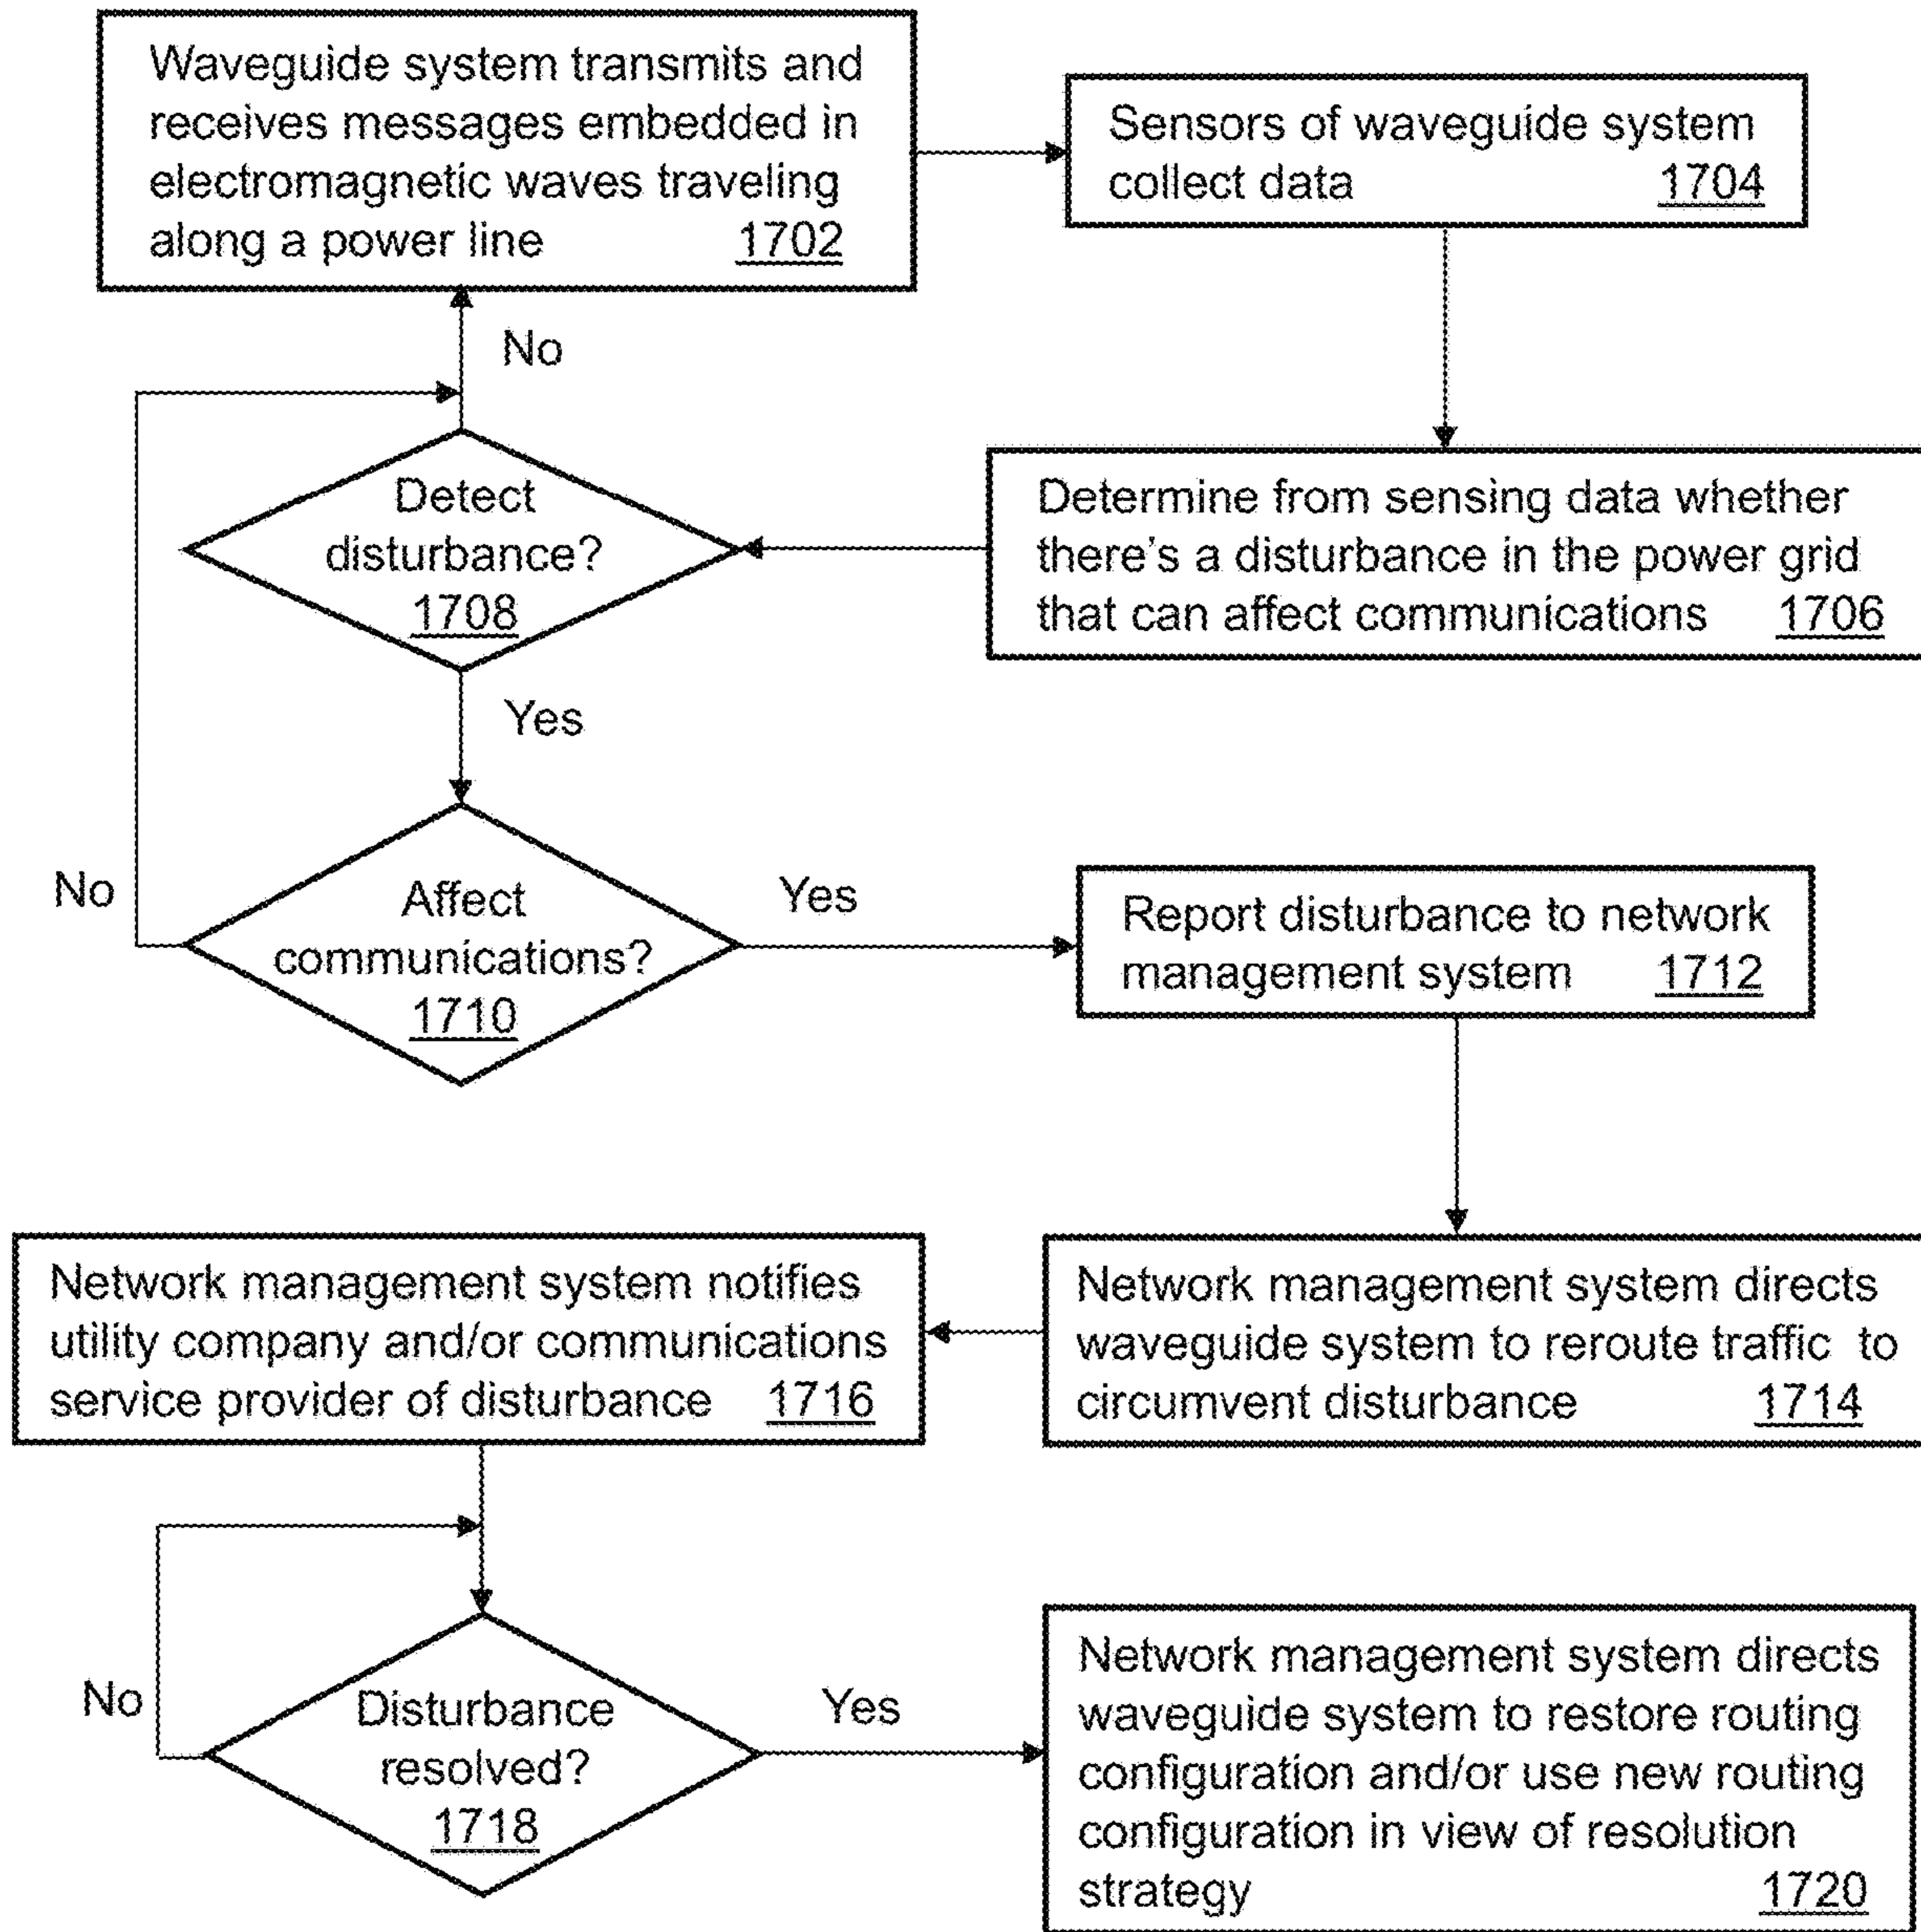 Waveguide system transmits and
receives messages embedded in
electromagnetic waves traveling
along a power line 1702
Sensors of waveguide system
collect data 1704
No
Detect
disturbance?
1708
Determine from sensing data whether
there's a disturbance in the power grid
that can affect communications 1706
Yes
No
Affect
communications?
1710
Yes
Report disturbance to network
management system 1712
Network management system notifies
utility company and/or communications
service provider of disturbance 1716
Network management system directs
waveguide system to reroute traffic to
circumvent disturbance 1714
No
Disturbance
resolved?
1718
Yes
Network management system directs
waveguide system to restore routing
configuration and/or use new routing
configuration in view of resolution
strategy 1720